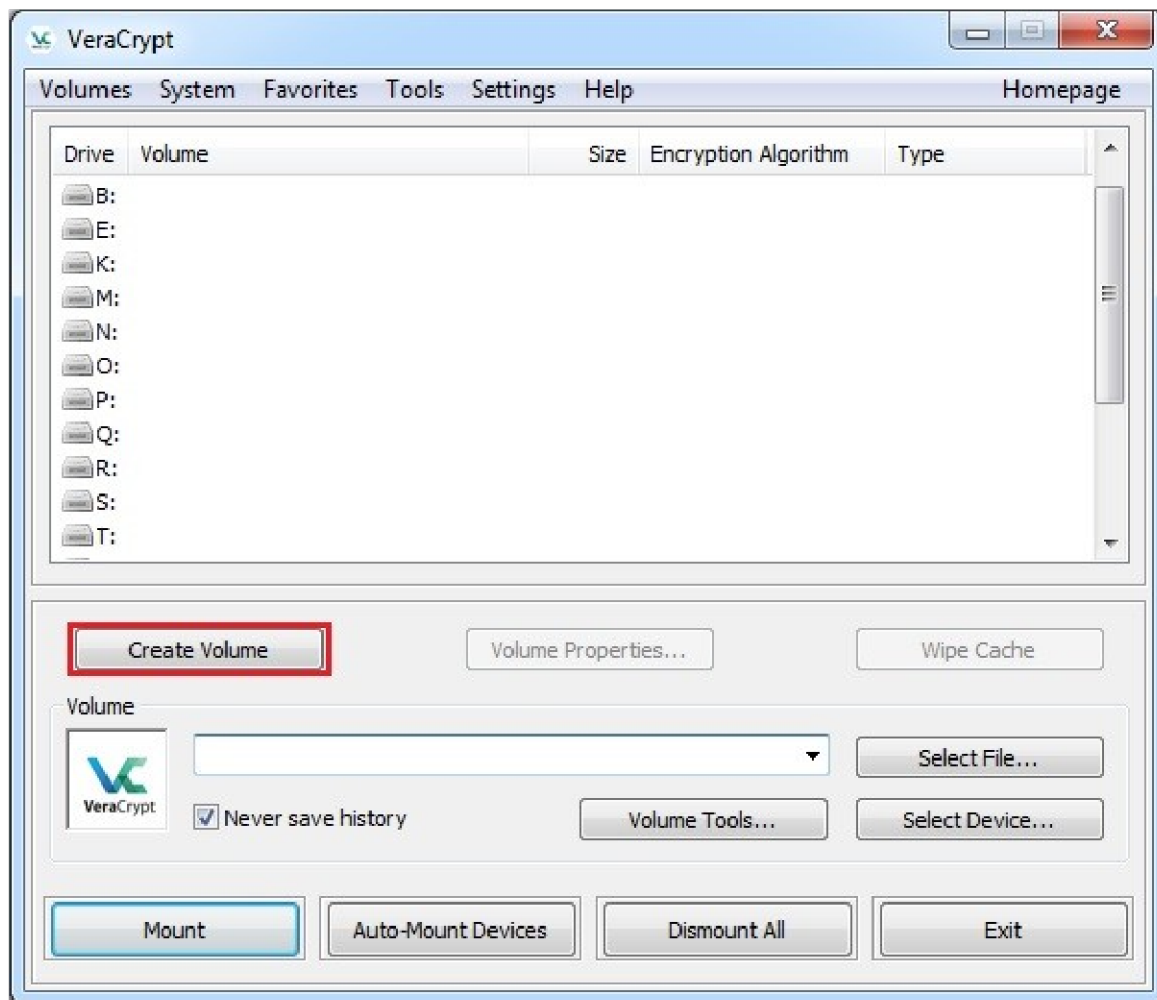 VeraCrypt
Volumes System Favorites Tools Settings Help Homepage
Drive Volume Size Encryption Algorithm Type
B:
E:
K:
M:
N:
O:
P:
Q:
R:
S:
T:
Create Volume Volume Properties... Wipe Cache
Volume
VeraCrypt
Select File...
Never save history Volume Tools... Select Device...
Mount Auto-Mount Devices Dismount All Exit